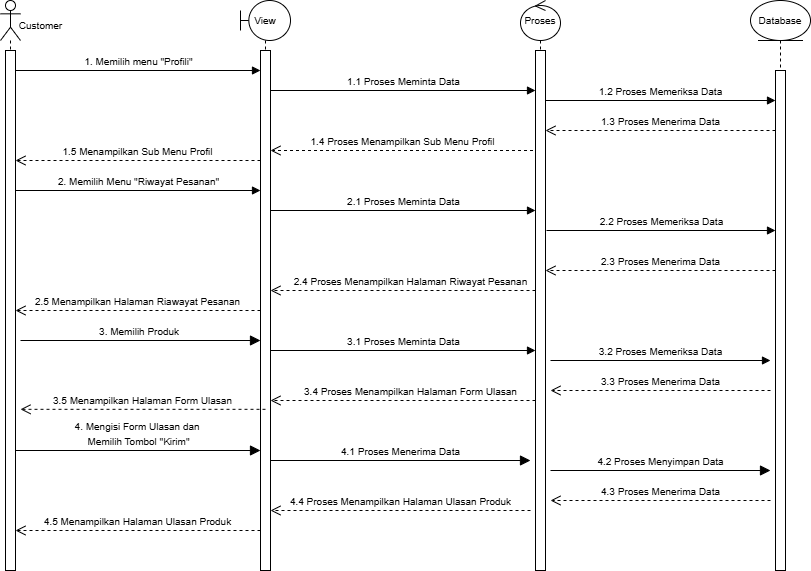 Customer
View
Proses
Database
1. Memilih menu "Profili"
1.1 Proses Meminta Data
1.2 Proses Memeriksa Data
1.3 Proses Menerima Data
1.4 Proses Menampilkan Sub Menu Profil
1.5 Menampilkan Sub Menu Profil
2. Memilih Menu "Riwayat Pesanan"
2.1 Proses Meminta Data
2.2 Proses Memeriksa Data
2.3 Proses Menerima Data
2.4 Proses Menampilkan Halaman Riwayat Pesanan
2.5 Menampilkan Halaman Riawayat Pesanan
3. Memilih Produk
3.1 Proses Meminta Data
3.2 Proses Memeriksa Data
3.3 Proses Menerima Data
3.4 Proses Menampilkan Halaman Form Ulasan
3.5 Menampilkan Halaman Form Ulasan
4. Mengisi Form Ulasan dan
Memilih Tombol "Kirim"
4.1 Proses Menerima Data
4.2 Proses Menyimpan Data
4.3 Proses Menerima Data
4.4 Proses Menampilkan Halaman Ulasan Produk
4.5 Menampilkan Halaman Ulasan Produk